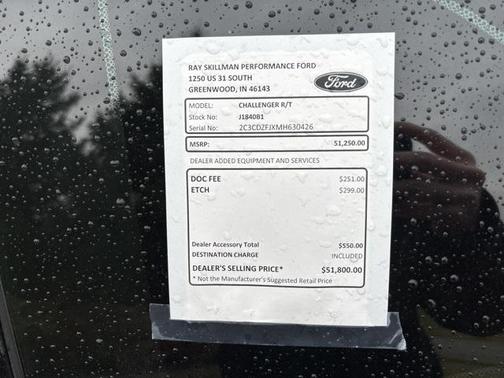 RAY SKILLMAN PERFORMANCE FORD
1250 US 31 SOUTH
GREENWOOD, IN 46143
Ford
MODEL: CHALLENGER R/T
Stock No: J1840B1
Serial No: 2C3CDZFJXMH630426
MSRP: 51,250.00
DEALER ADDED EQUIPMENT AND SERVICES
DOC FEE $251.00
ETCH $299.00
Dealer Accessory Total $550.00
DESTINATION CHARGE INCLUDED
DEALER'S SELLING PRICE* $51,800.00
* Not the Manufacturer's Suggested Retail Price